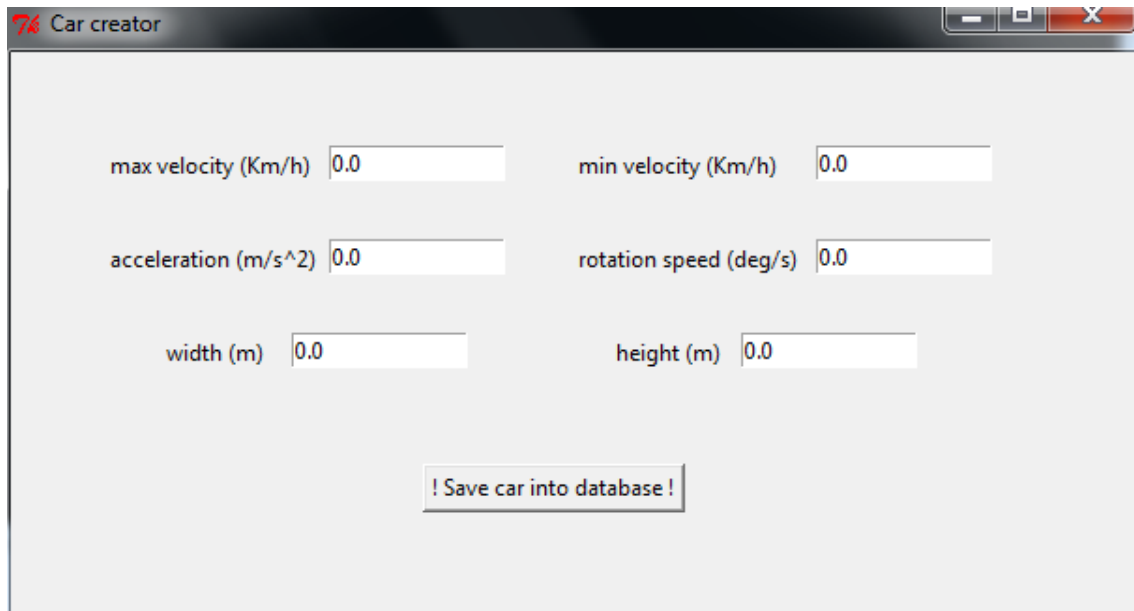 Car creator
max velocity (Km/h) 0.0 min velocity (Km/h) 0.0
acceleration (m/s^2) 0.0 rotation speed (deg/s) 0.0
width (m) 0.0 height (m) 0.0
! Save car into database !